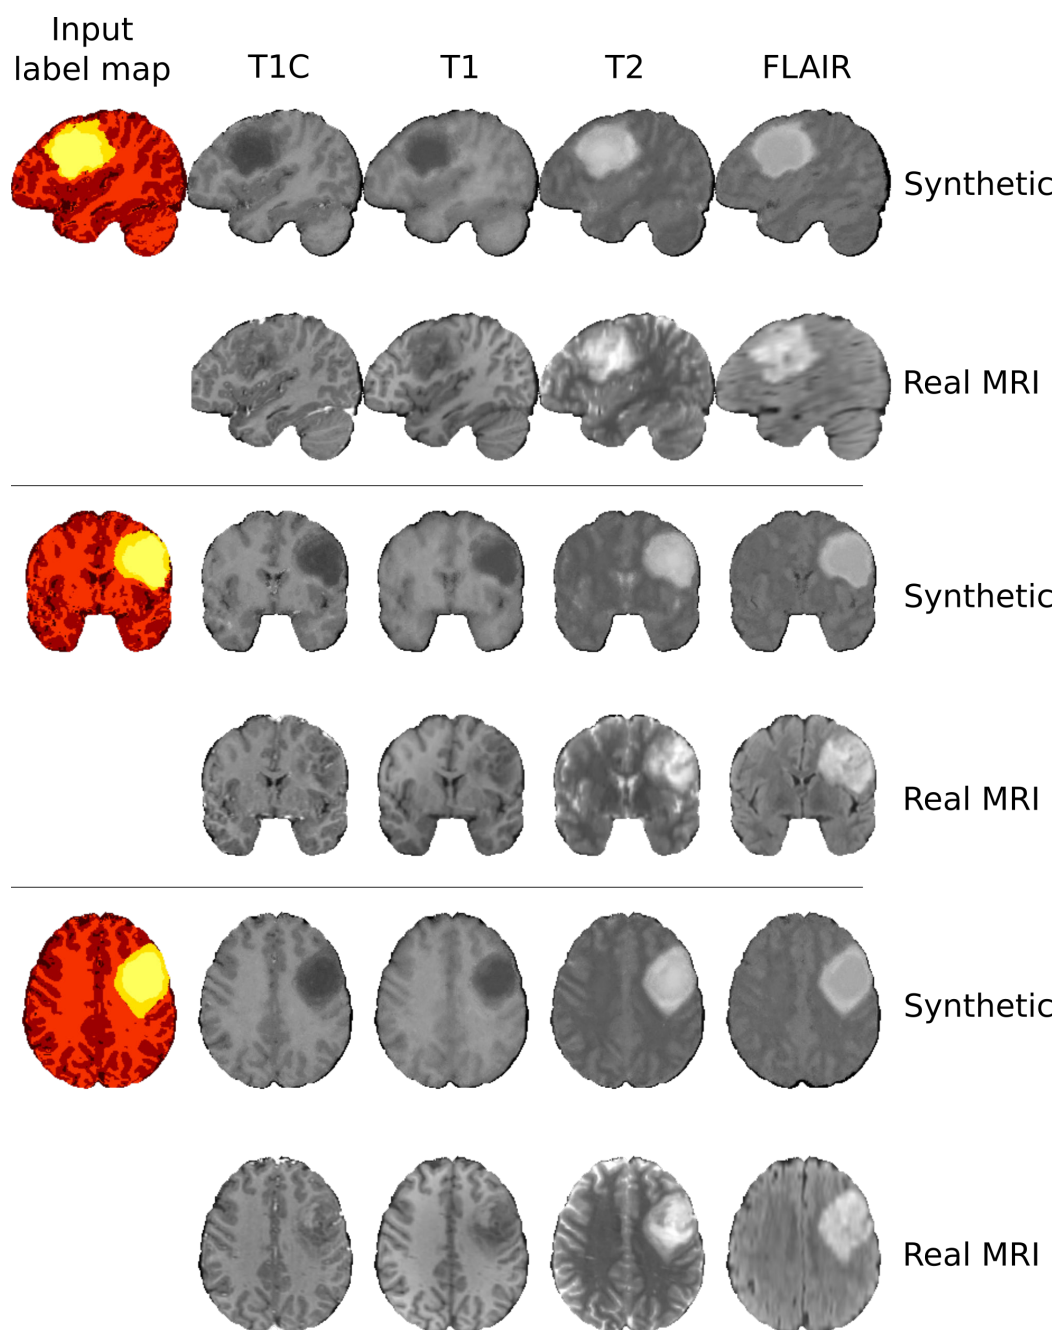 Input
label map
T1C
T1
T2
FLAIR
Synthetic
Real MRI
Synthetic
Real MRI
Synthetic
Real MRI